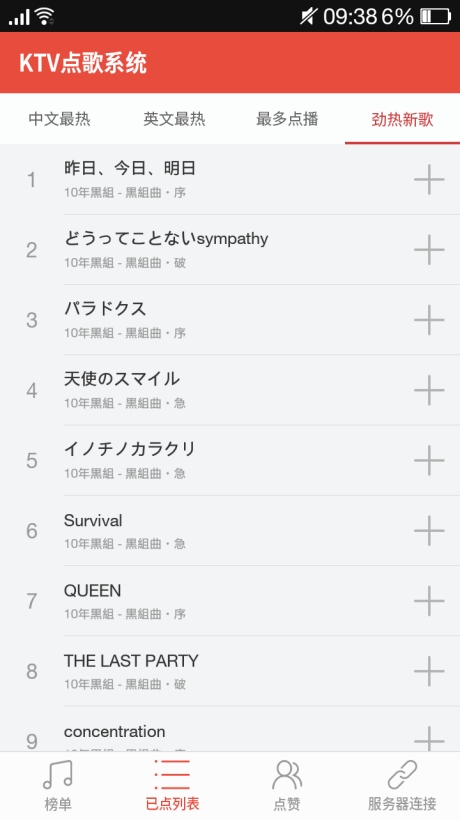 09:38 6%
KTV点歌系统
中文最热 英文最热 最多点播 劲热新歌
1 昨日、今日、明日
10年黒組 - 黒組曲・序
2 どうってことないsympathy
10年黒組 - 黒組曲・破
3 パラドクス
10年黒組 - 黒組曲・序
4 天使のスマイル
10年黒組 - 黒組曲・急
5 イノチノカラクリ
10年黒組 - 黒組曲・急
6 Survival
10年黒組 - 黒組曲・急
7 QUEEN
10年黒組 - 黒組曲・序
8 THE LAST PARTY
10年黒組 - 黒組曲・破
9 concentration
榜单 已点列表 点赞 服务器连接